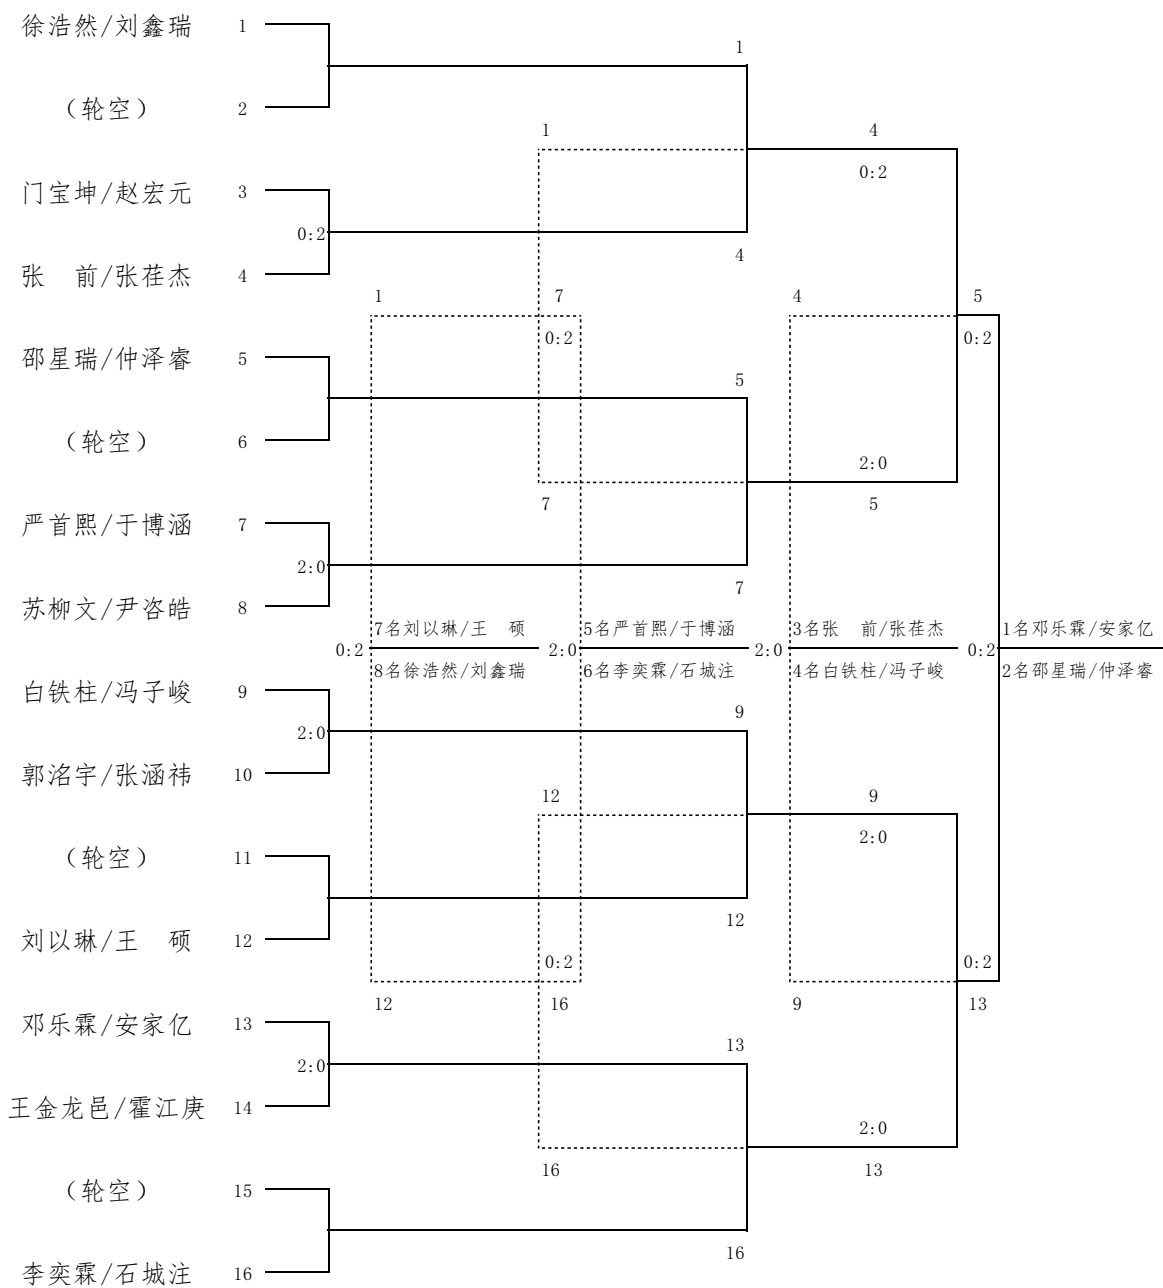 徐浩然/刘鑫瑞 1
1
（轮空） 2
1
4
0:2
门宝坤/赵宏元 3
0:2
4
张　前/张荏杰 4
1
7
4
5
0:2
0:2
邵星瑞/仲泽睿 5
5
（轮空） 6
2:0
7
5
严首熙/于博涵 7
2:0
7
苏柳文/尹咨皓 8
7名刘以琳/王　硕
5名严首熙/于博涵
3名张　前/张荏杰
1名邓乐霖/安家亿
0:2
2:0
2:0
0:2
8名徐浩然/刘鑫瑞
6名李奕霖/石城注
4名白铁柱/冯子峻
2名邵星瑞/仲泽睿
白铁柱/冯子峻 9
9
2:0
郭洺宇/张涵祎 10
12
9
2:0
（轮空） 11
12
刘以琳/王　硕 12
0:2
0:2
12
16
9
13
邓乐霖/安家亿 13
13
2:0
王金龙邑/霍江庚 14
2:0
16
13
（轮空） 15
16
李奕霖/石城注 16